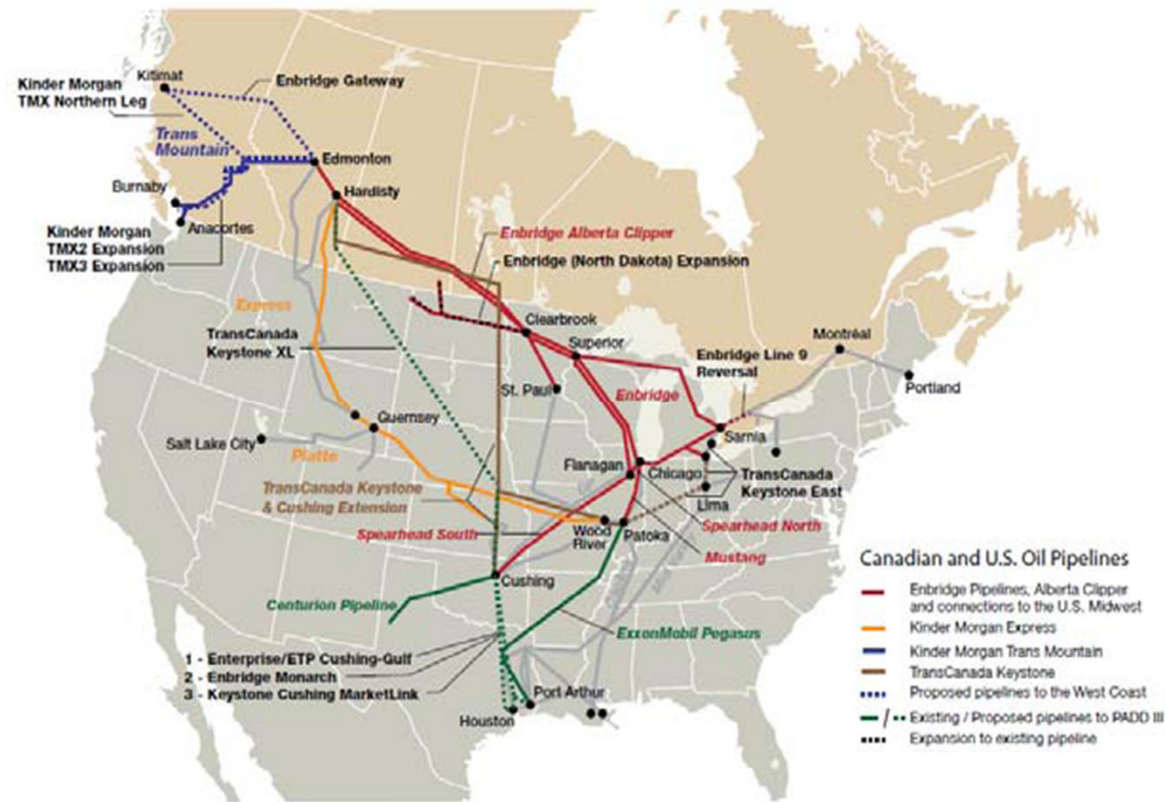 Kitimat
Kinder Morgan
TMX Northern Leg
Enbridge Gateway
Trans
Mountain
Edmonton
Burnaby
Hardisty
Anacortes
Kinder Morgan
TMX2 Expansion
TMX3 Expansion
Enbridge Alberta Clipper
Enbridge (North Dakota) Expansion
Express
TransCanada
Keystone XL
Clearbrook
Superior
Montréal
Enbridge Line 9
Reversal
St. Paul
Enbridge
Portland
Guernsey
Salt Lake City
Sarnia
Platte
Flanagan
Chicago
TransCanada
Keystone East
TransCanada Keystone
& Cushing Extension
Lima
Spearhead South
Wood
River
Patoka
Spearhead North
Mustang
Cushing
Centurion Pipeline
ExxonMobil Pegasus
1 - Enterprise/ETP Cushing-Gulf
2 - Enbridge Monarch
3 - Keystone Cushing MarketLink
Port Arthur
Houston
Canadian and U.S. Oil Pipelines
Enbridge Pipelines, Alberta Clipper
and connections to the U.S. Midwest
Kinder Morgan Express
Kinder Morgan Trans Mountain
TransCanada Keystone
Proposed pipelines to the West Coast
Existing / Proposed pipelines to PADD III
Expansion to existing pipeline